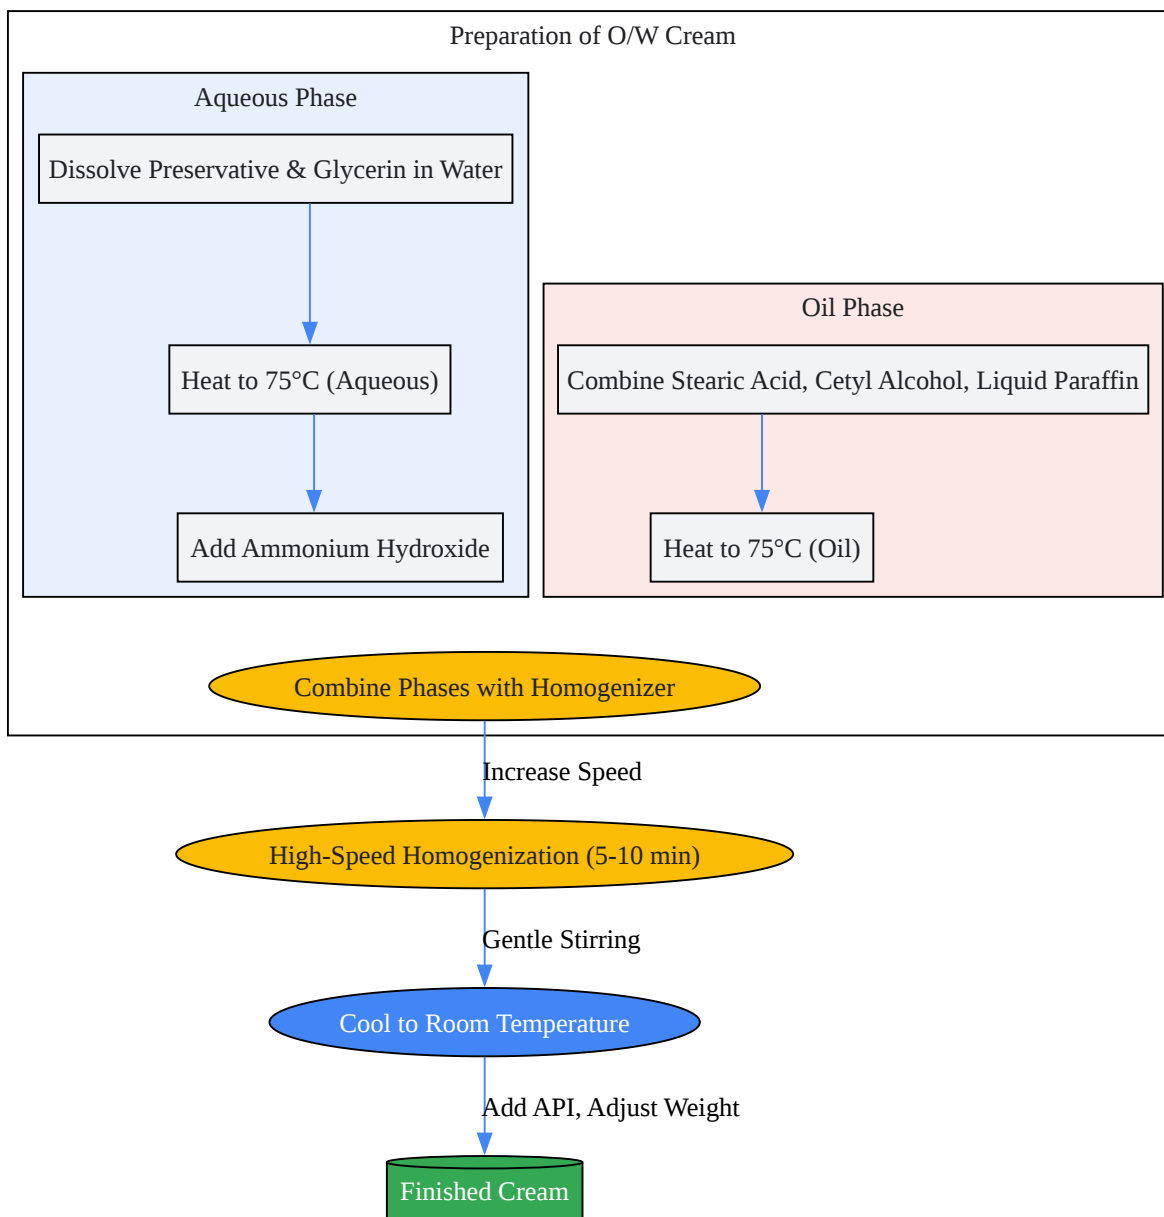 Preparation of O/W Cream
Aqueous Phase
Dissolve Preservative & Glycerin in Water
Heat to 75°C (Aqueous)
Add Ammonium Hydroxide
Oil Phase
Combine Stearic Acid, Cetyl Alcohol, Liquid Paraffin
Heat to 75°C (Oil)
Combine Phases with Homogenizer
Increase Speed
High-Speed Homogenization (5-10 min)
Gentle Stirring
Cool to Room Temperature
Add API, Adjust Weight
Finished Cream